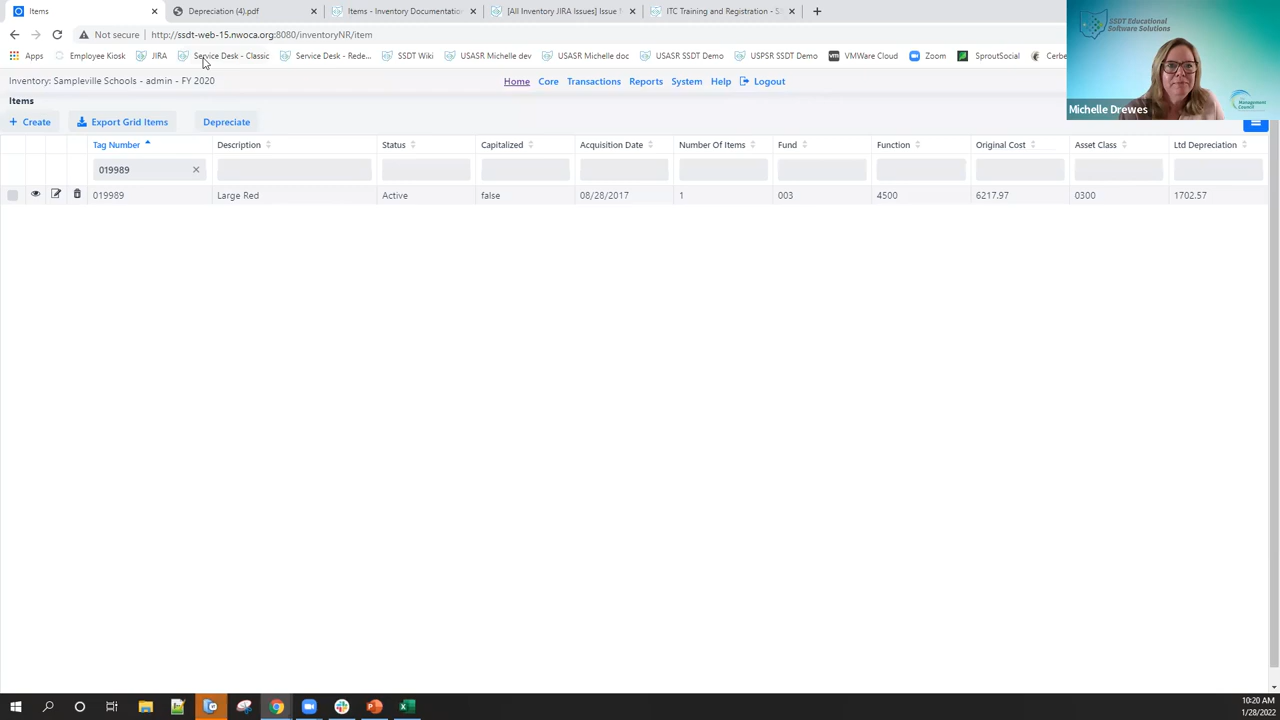 Items
Depreciation (4).pdf
Items - Inventory Documentation
[All Inventory JIRA Issues] Issue
ITC Training and Registration - S
Not secure
http://ssdt-web-15.nwoca.org:8080/inventoryNR/item
Apps
Employee Kiosk
JIRA
Service Desk - Classic
Service Desk - Rede...
SSDT Wiki
USASR Michelle dev
USASR Michelle doc
USASR SSDT Demo
USPSR SSDT Demo
VMWare Cloud
Zoom
SproutSocial
Cerbe
SSDT Educational
Software Solutions
Michelle Drewes
Management
Council
Inventory: Sampleville Schools - admin - FY 2020
Home Core Transactions Reports System Help Logout
Items
+ Create
Export Grid Items
Depreciate
Tag Number Description Status Capitalized Acquisition Date Number Of Items Fund Function Original Cost Asset Class Ltd Depreciation
019989
019989 Large Red Active false 08/28/2017 1 003 4500 6217.97 0300 1702.57
10:20 AM
1/28/2022